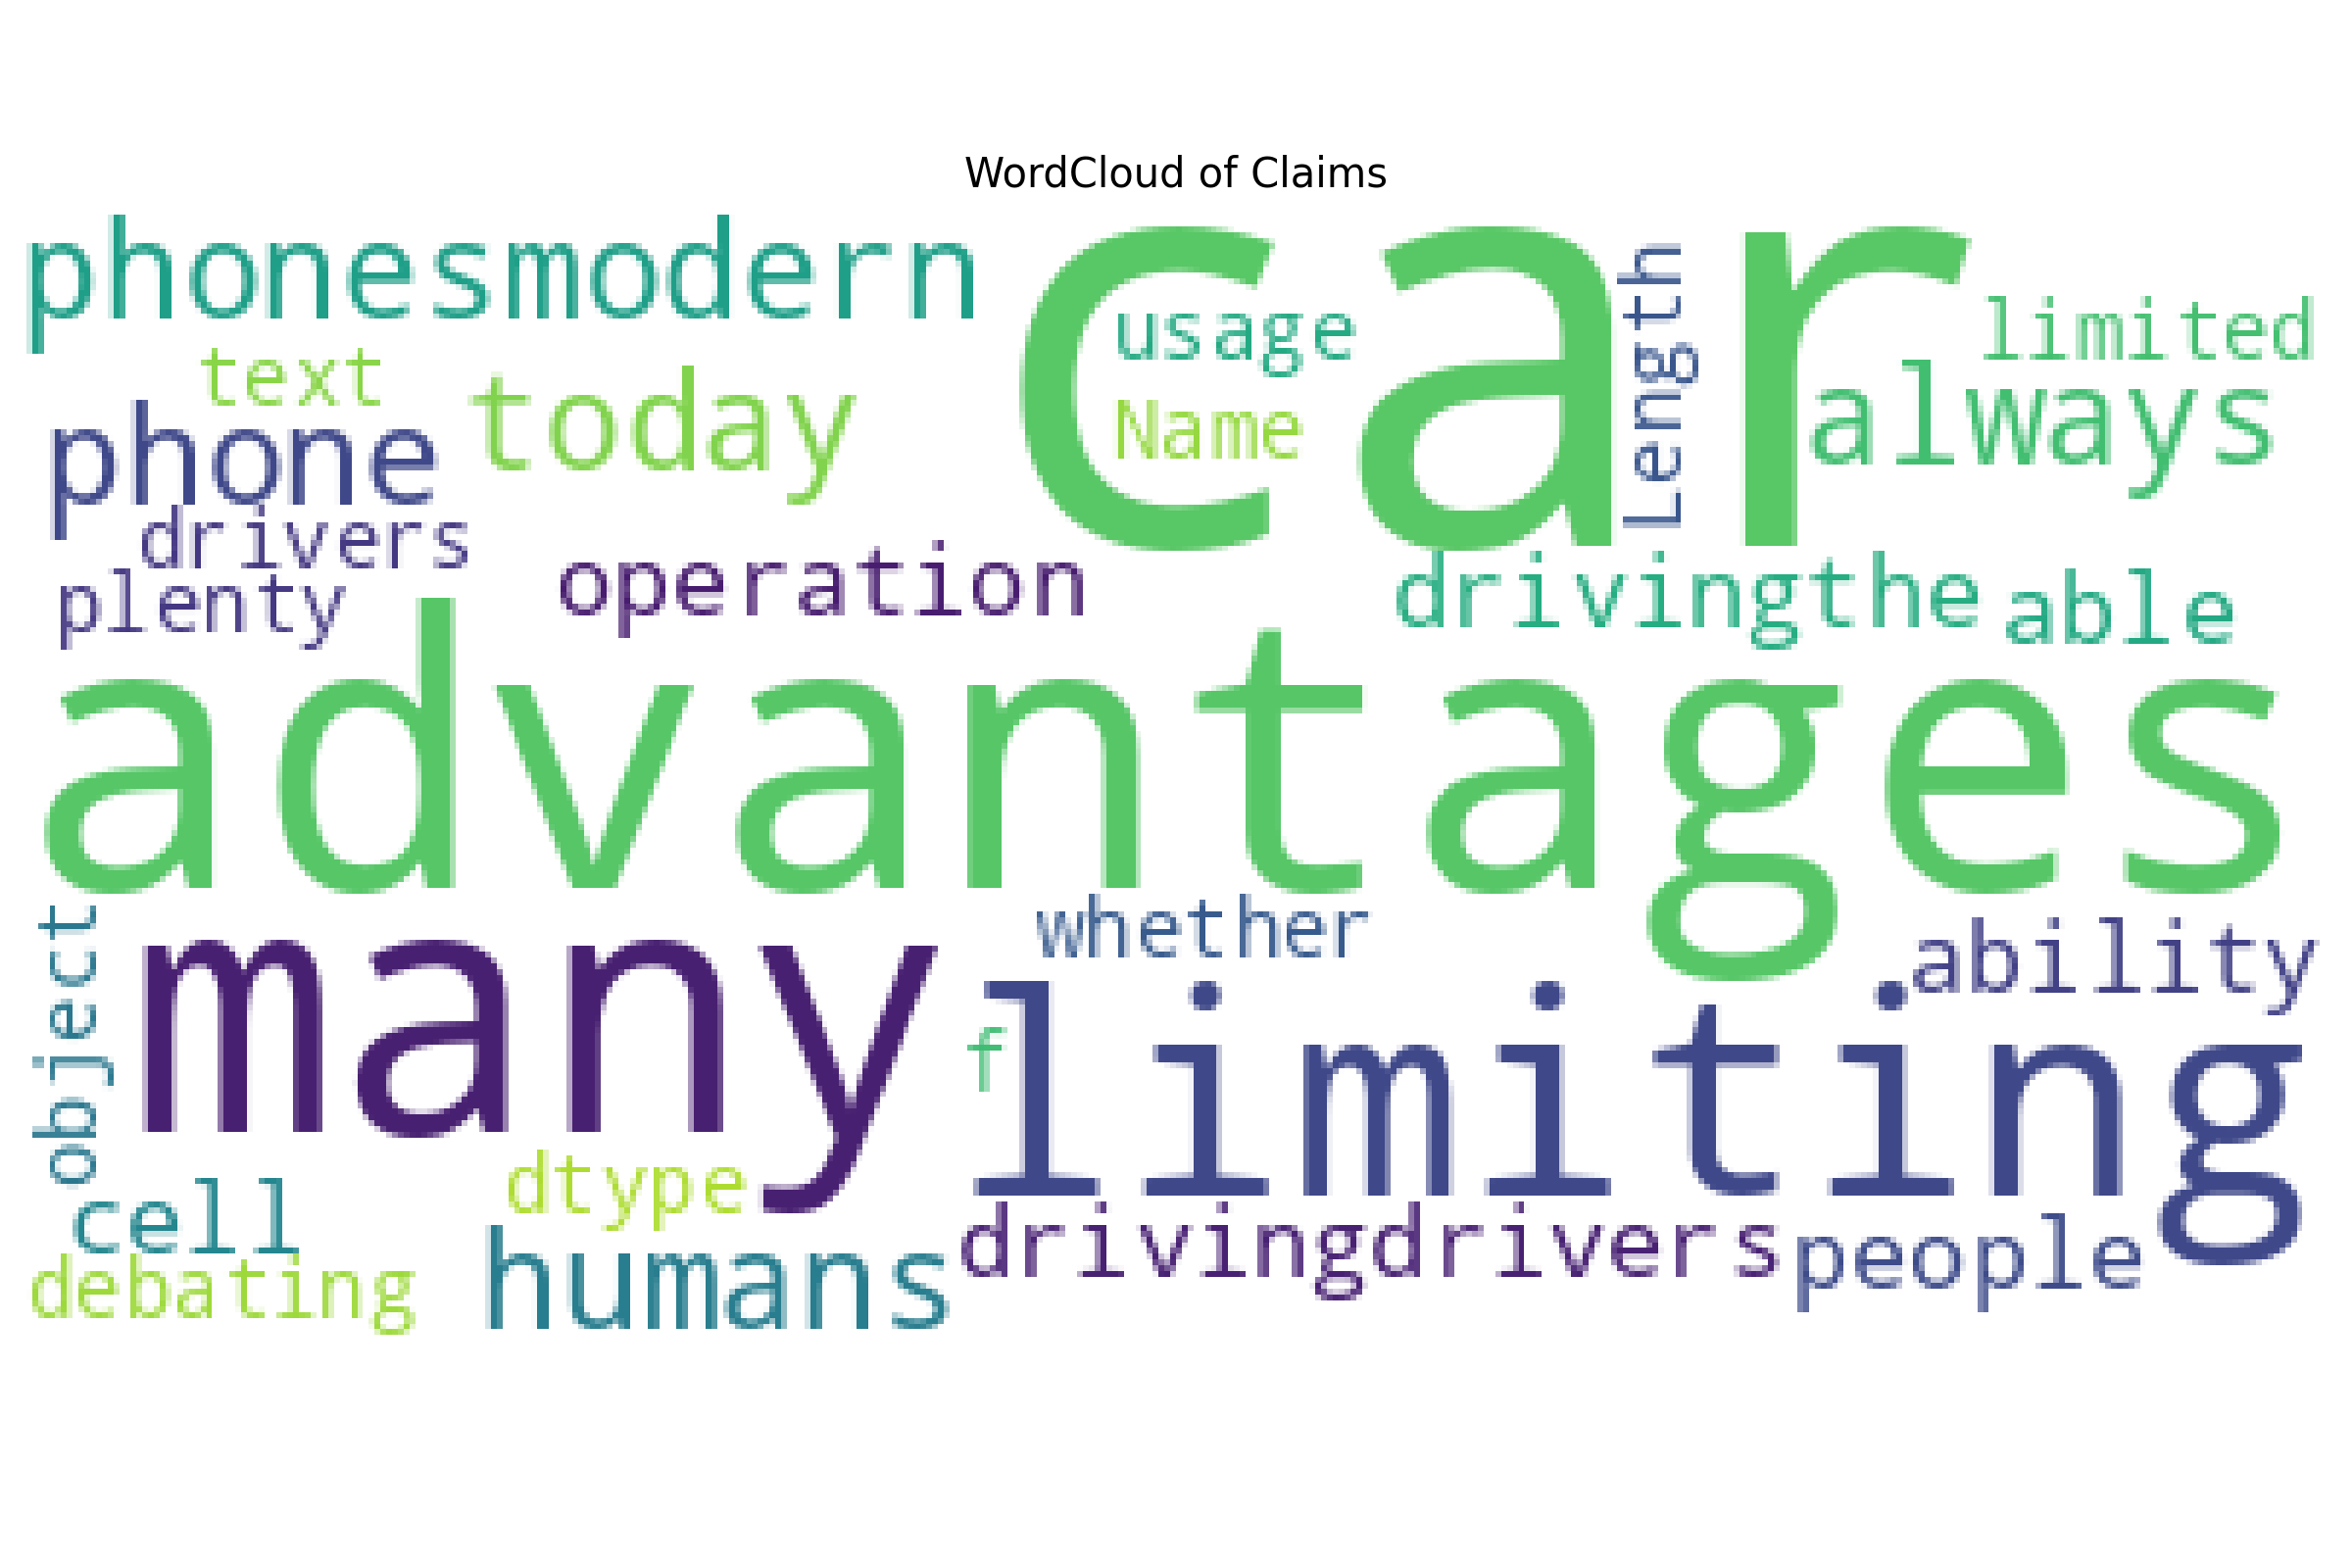 WordCloud of Claims
phonesmodern
car
usage
Length
limited
text
today
Name
always
phone
drivers
plenty
operation
drivingthe
able
advantages
object
many
whether
ability
f
limiting
cell
dtype
drivingdrivers
people
debating
humans